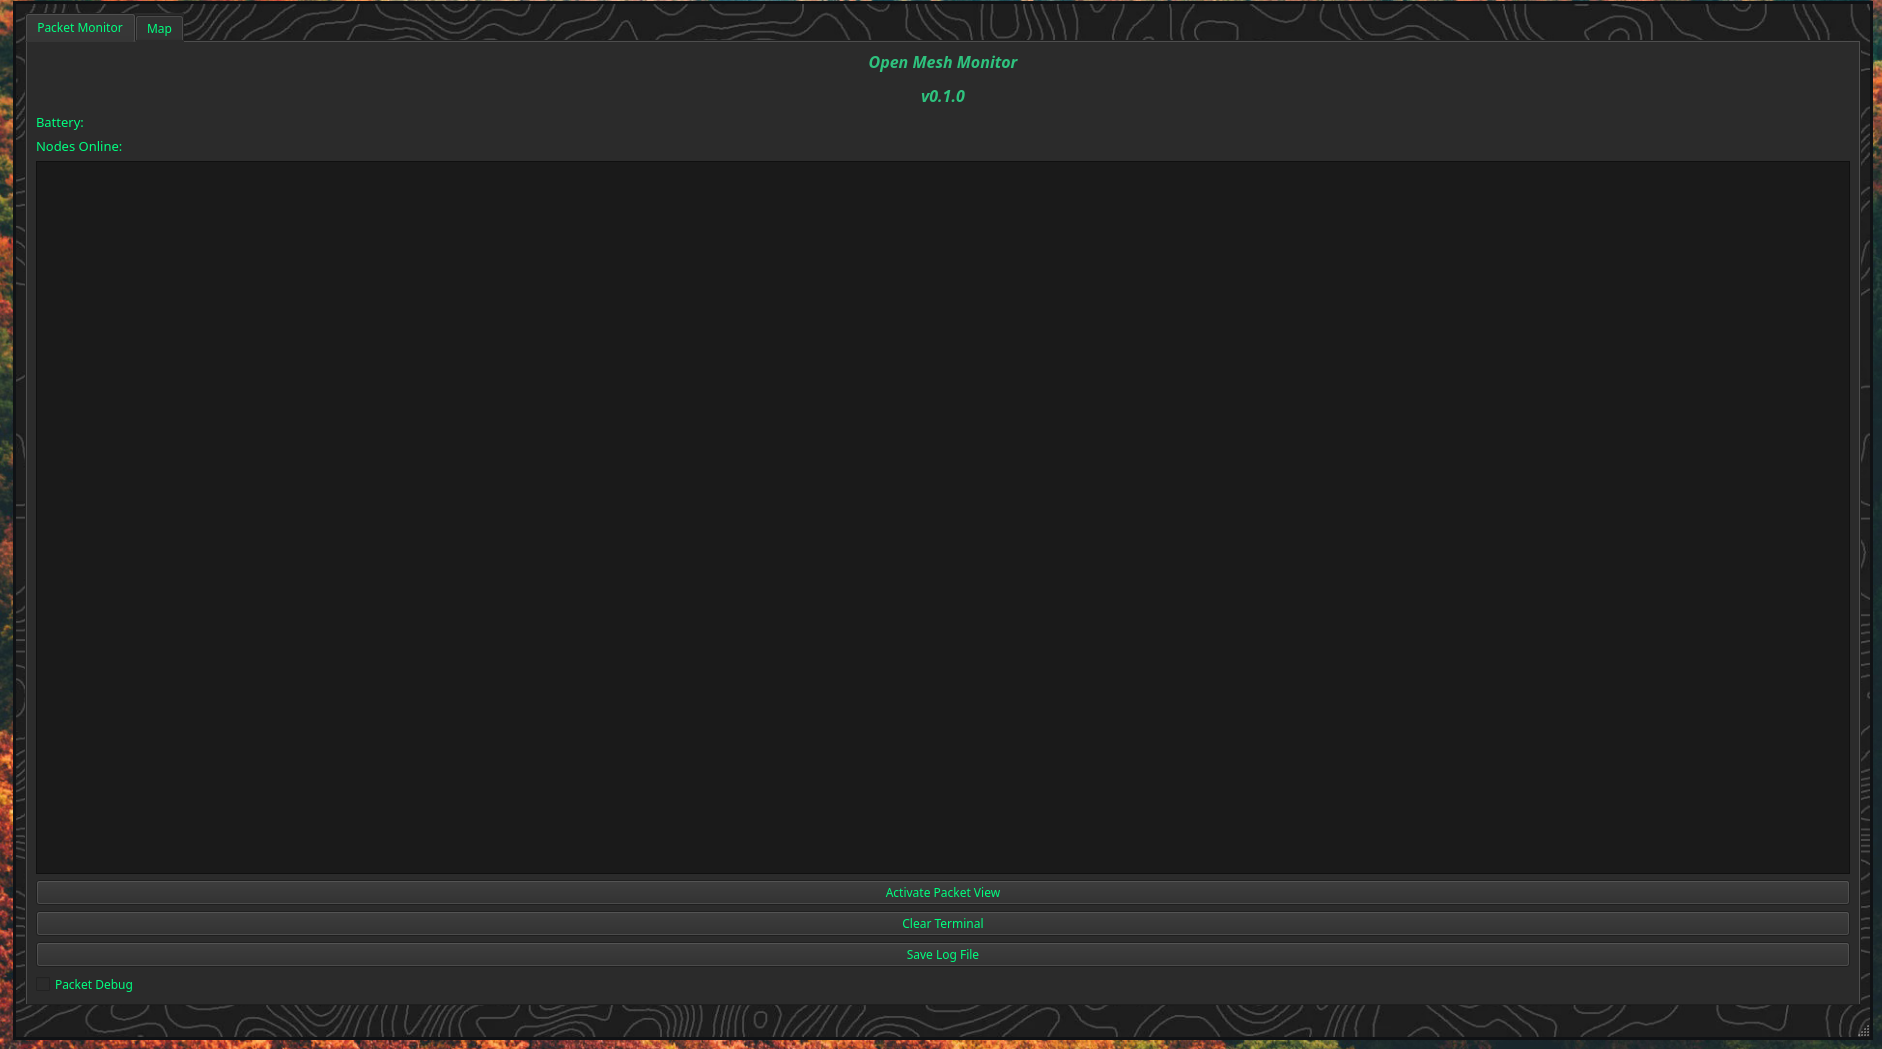 Packet Monitor Map
Open Mesh Monitor
v0.1.0
Battery:
Nodes Online:
Activate Packet View
Clear Terminal
Save Log File
Packet Debug